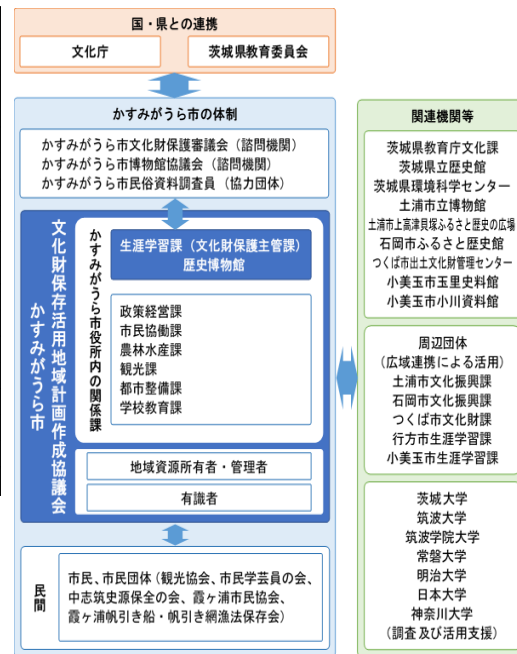 国・県との連携
文化庁
茨城県教育委員会
かすみがうら市の体制
かすみがうら市文化財保護審議会（諮問機関）
かすみがうら市博物館協議会（諮問機関）
かすみがうら市民俗資料調査員（協力団体）
かすみがうら市
文化財保存活用地域計画作成協議会
かすみがうら市役所内の関係課
生涯学習課（文化財保護主管課）
歴史博物館
政策経営課
市民協働課
農林水産課
観光課
都市整備課
学校教育課
地域資源所有者・管理者
有識者
民間
市民、市民団体（観光協会、市民学芸員の会、
中志筑史源保全の会、霞ヶ浦市民協会、
霞ヶ浦帆引き船・帆引き網漁法保存会）
関連機関等
茨城県教育庁文化課
茨城県立歴史館
茨城県環境科学センター
土浦市立博物館
土浦市上高津貝塚ふるさと歴史の広場
石岡市ふるさと歴史館
つくば市出土文化財管理センター
小美玉市玉里史料館
小美玉市小川資料館
周辺団体
（広域連携による活用）
土浦市文化振興課
石岡市文化振興課
つくば市文化財課
行方市生涯学習課
小美玉市生涯学習課
茨城大学
筑波大学
筑波学院大学
常磐大学
明治大学
日本大学
神奈川大学
（調査及び活用支援）